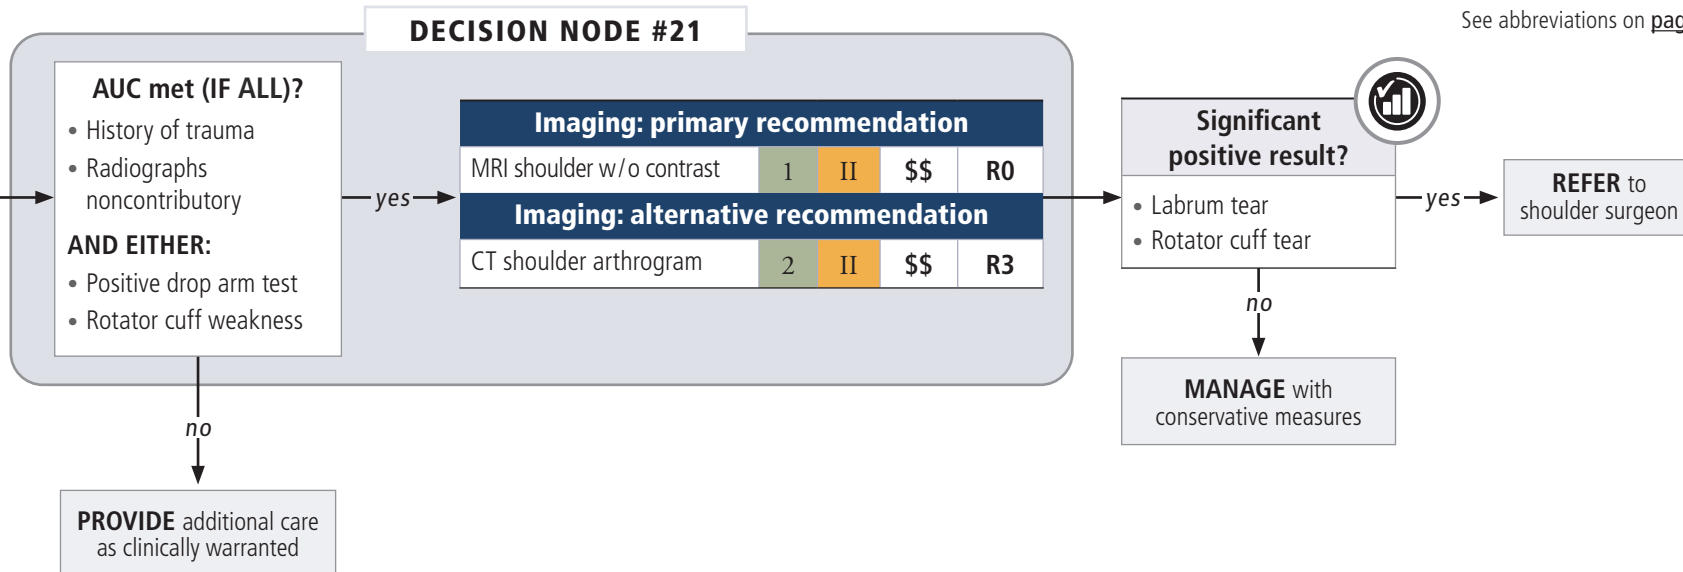 DECISION NODE #21
See abbreviations on
AUC met (IF ALL)?
• History of trauma
• Radiographs
noncontributory
AND EITHER:
• Positive drop arm test
• Rotator cuff weakness
yes
Imaging: primary recommendation
MRI shoulder w/o contrast 1 II $$ R0
Imaging: alternative recommendation
CT shoulder arthrogram 2 II $$ R3
Significant
positive result?
• Labrum tear
• Rotator cuff tear
yes
REFER to
shoulder surgeon
no
MANAGE with
conservative measures
no
PROVIDE additional care
as clinically warranted